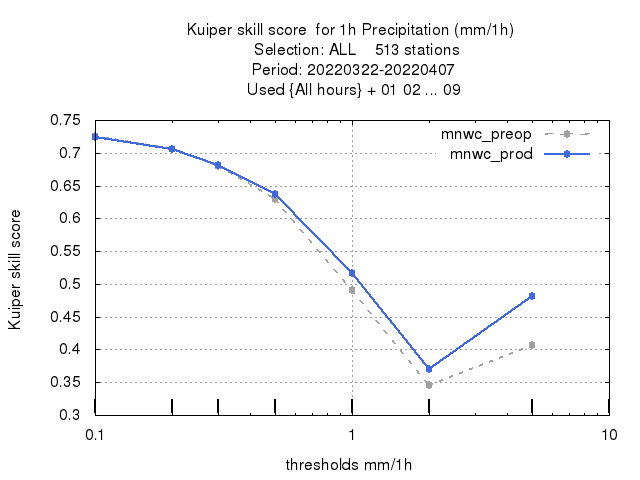 Kuiper skill score  for 1h Precipitation (mm/1h)
Selection: ALL    513 stations
Period: 20220322-20220407
Used {All hours} + 01 02 ... 09
mnwc_preop
mnwc_prod
Kuiper skill score
0.75
0.7
0.65
0.6
0.55
0.5
0.45
0.4
0.35
0.3
0.1 1 10
thresholds mm/1h